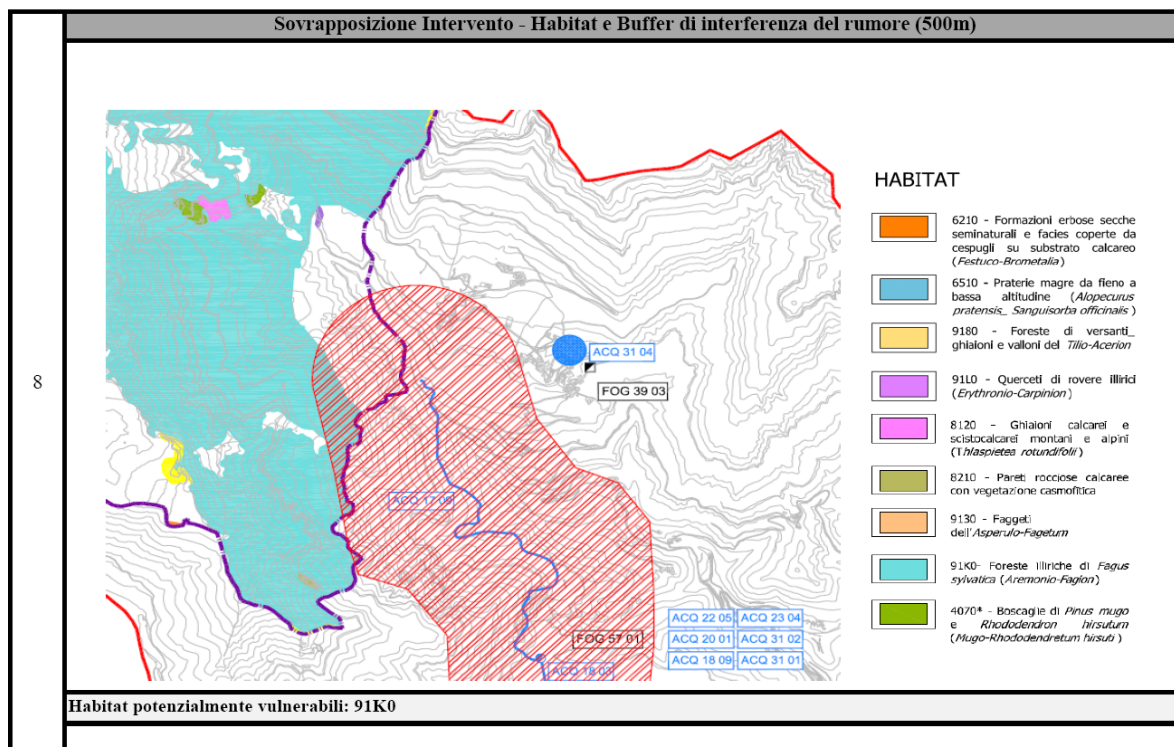 Sovrapposizione Intervento - Habitat e Buffer di interferenza del rumore (500m)
8
ACQ 31 04
FOG 39 03
ACQ 17 09
FOG 57 01
ACQ 18 03
ACQ 22 05
ACQ 23 04
ACQ 20 01
ACQ 31 02
ACQ 18 09
ACQ 31 01
HABITAT
6210 - Formazioni erbose secche
seminaturali e facies coperte da
cespugli su substrato calcareo
(Festuco-Brometalia)
6510 - Praterie magre da fieno a
bassa altitudine (Alopecurus
pratensis_ Sanguisorba officinalis)
9180 - Foreste di versanti_
ghiaioni e valloni del Tilio-Acerion
91L0 - Querceti di rovere illirici
(Erythronio-Carpinion)
8120 - Ghiaioni calcarei e
scistocalcarei montani e alpini
(Thlaspietea rotundifolii)
8210 - Pareti rocciose calcaree
con vegetazione casmofitica
9130 - Faggeti
dell'Asperulo-Fagetum
91K0- Foreste illiriche di Fagus
sylvatica (Aremonio-Fagion)
4070* - Boscaglie di Pinus mugo
e Rhododendron hirsutum
(Mugo-Rhododendretum hirsuti)
Habitat potenzialmente vulnerabili: 91K0